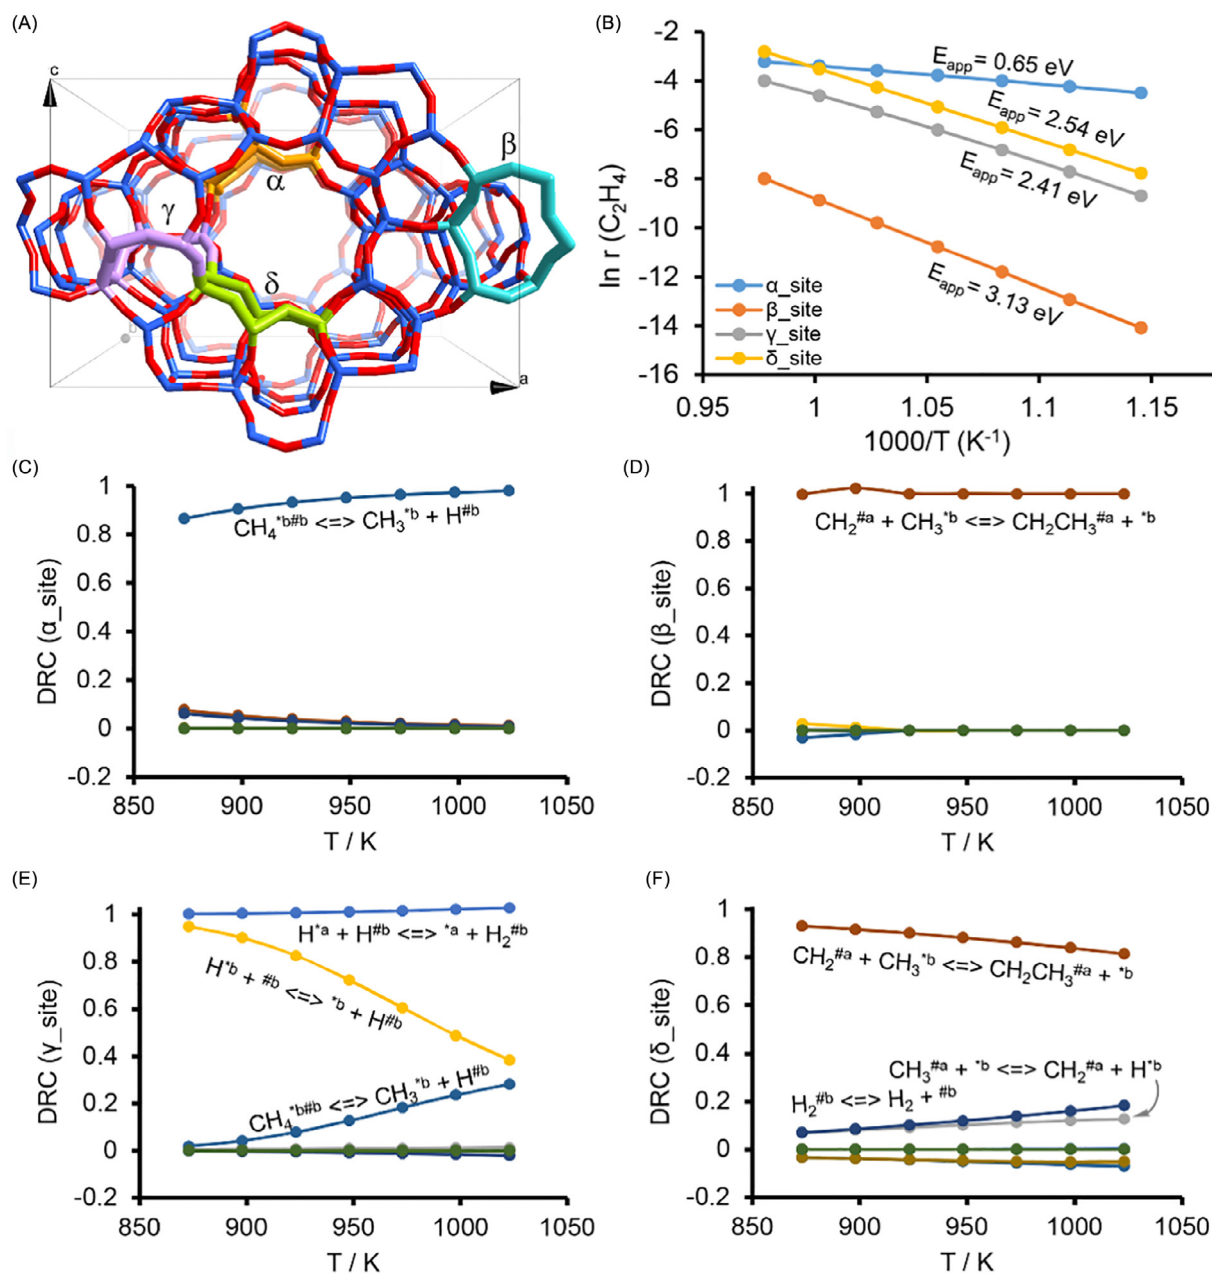 (A)
c
β
α
γ
δ
b
a
(B)
-2
-4
-6
-8
-10
-12
-14
-16
ln r (C₂H₄)
E_app = 0.65 eV
E_app = 2.54 eV
E_app = 2.41 eV
E_app = 3.13 eV
α_site
β_site
γ_site
δ_site
0.95 1 1.05 1.1 1.15
1000/T (K⁻¹)
(C)
1
0.8
0.6
0.4
0.2
0
-0.2
DRC (α_site)
CH₄*b#b <=> CH₃*b + H#b
850 900 950 1000 1050
T / K
(D)
1
0.8
0.6
0.4
0.2
0
-0.2
DRC (β_site)
CH₂#a + CH₃*b <=> CH₂CH₃#a + *b
850 900 950 1000 1050
T / K
(E)
1
0.8
0.6
0.4
0.2
0
-0.2
DRC (γ_site)
H*a + H#b <=> *a + H₂#b
H*b + #b <=> *b + H#b
CH₄*b#b <=> CH₃*b + H#b
850 900 950 1000 1050
T / K
(F)
1
0.8
0.6
0.4
0.2
0
-0.2
DRC (δ_site)
CH₂#a + CH₃*b <=> CH₂CH₃#a + *b
CH₃#a + *b <=> CH₂#a + H*b
H₂#b <=> H₂ + #b
850 900 950 1000 1050
T / K